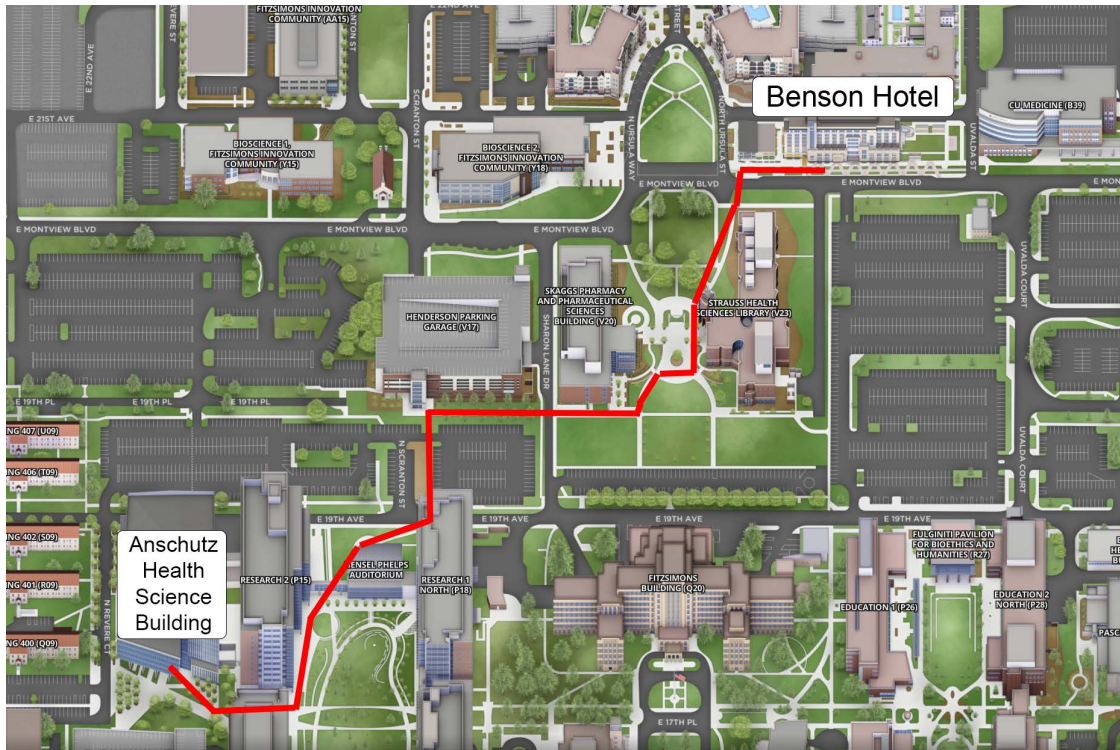 FITZSIMONS INNOVATION
COMMUNITY (AA15)
E 22ND AVE
E 22ND AVE
SCRANTON ST
N URSULA WAY
NORTH URSULA ST
STREET
Benson Hotel
CU MEDICINE (B39)
UVALDA ST
E 21ST AVE
BIOSCIENCE 1,
FITZSIMONS INNOVATION
COMMUNITY (Y15)
BIOSCIENCE 2,
FITZSIMONS INNOVATION
COMMUNITY (Y18)
E MONTVIEW BLVD
E MONTVIEW BLVD
E MONTVIEW BLVD
E MONTVIEW BLVD
E MONTVIEW BLVD
SKAGGS PHARMACY
AND PHARMACEUTICAL
SCIENCES
BUILDING (V20)
STRAUSS HEALTH
SCIENCES LIBRARY (V23)
HENDERSON PARKING
GARAGE (V17)
SHARON LANE DR
UVALDA COURT
E 19TH PL
E 19TH PL
E 19TH PL
ING 407 (U09)
ING 406 (T09)
N SCRANTON ST
UVALDA COURT
E 19TH AVE
E 19TH AVE
E 19TH AVE
E 19TH AVE
NG 402 (S09)
NG 401 (R09)
NG 400 (Q09)
N REVERE CT
Anschutz
Health
Science
Building
RESEARCH 2 (P15)
HENSEL PHELPS
AUDITORIUM
RESEARCH 1
NORTH (P18)
FITZSIMONS
BUILDING (Q20)
EDUCATION 1 (P26)
FULGINITI PAVILION
FOR BIOETHICS AND
HUMANITIES (R27)
EDUCATION 2
NORTH (P28)
PASC
E 17TH PL